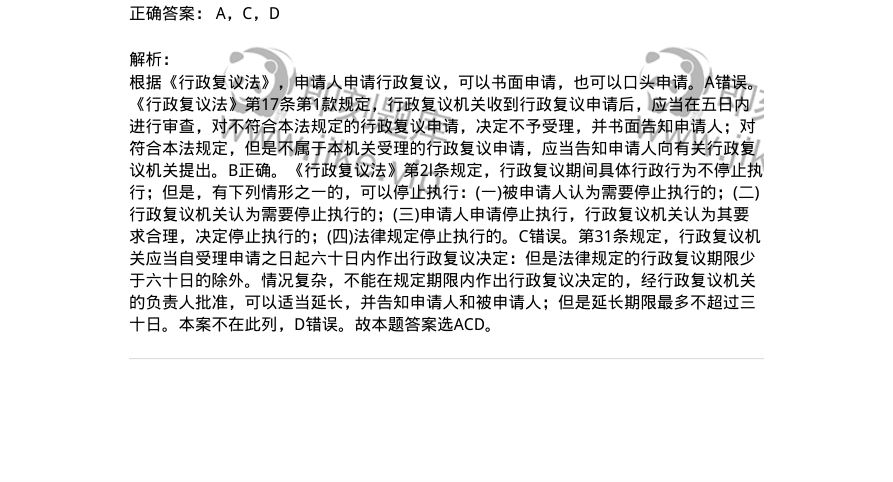 正确答案： A，C，D
解析：
根据《行政复议法》，申请人申请行政复议，可以书面申请，也可以口头申请。A错误。
《行政复议法》第17条第1款规定，行政复议机关收到行政复议申请后，应当在五日内
进行审查，对不符合本法规定的行政复议申请，决定不予受理，并书面告知申请人；对
符合本法规定，但是不属于本机关受理的行政复议申请，应当告知申请人向有关行政复
议机关提出。B正确。《行政复议法》第2l条规定，行政复议期间具体行政行为不停止执
行；但是，有下列情形之一的，可以停止执行：(一)被申请人认为需要停止执行的；(二)
行政复议机关认为需要停止执行的；(三)申请人申请停止执行，行政复议机关认为其要
求合理，决定停止执行的；(四)法律规定停止执行的。C错误。第31条规定，行政复议机
关应当自受理申请之日起六十日内作出行政复议决定：但是法律规定的行政复议期限少
于六十日的除外。情况复杂，不能在规定期限内作出行政复议决定的，经行政复议机关
的负责人批准，可以适当延长，并告知申请人和被申请人；但是延长期限最多不超过三
十日。本案不在此列，D错误。故本题答案选ACD。